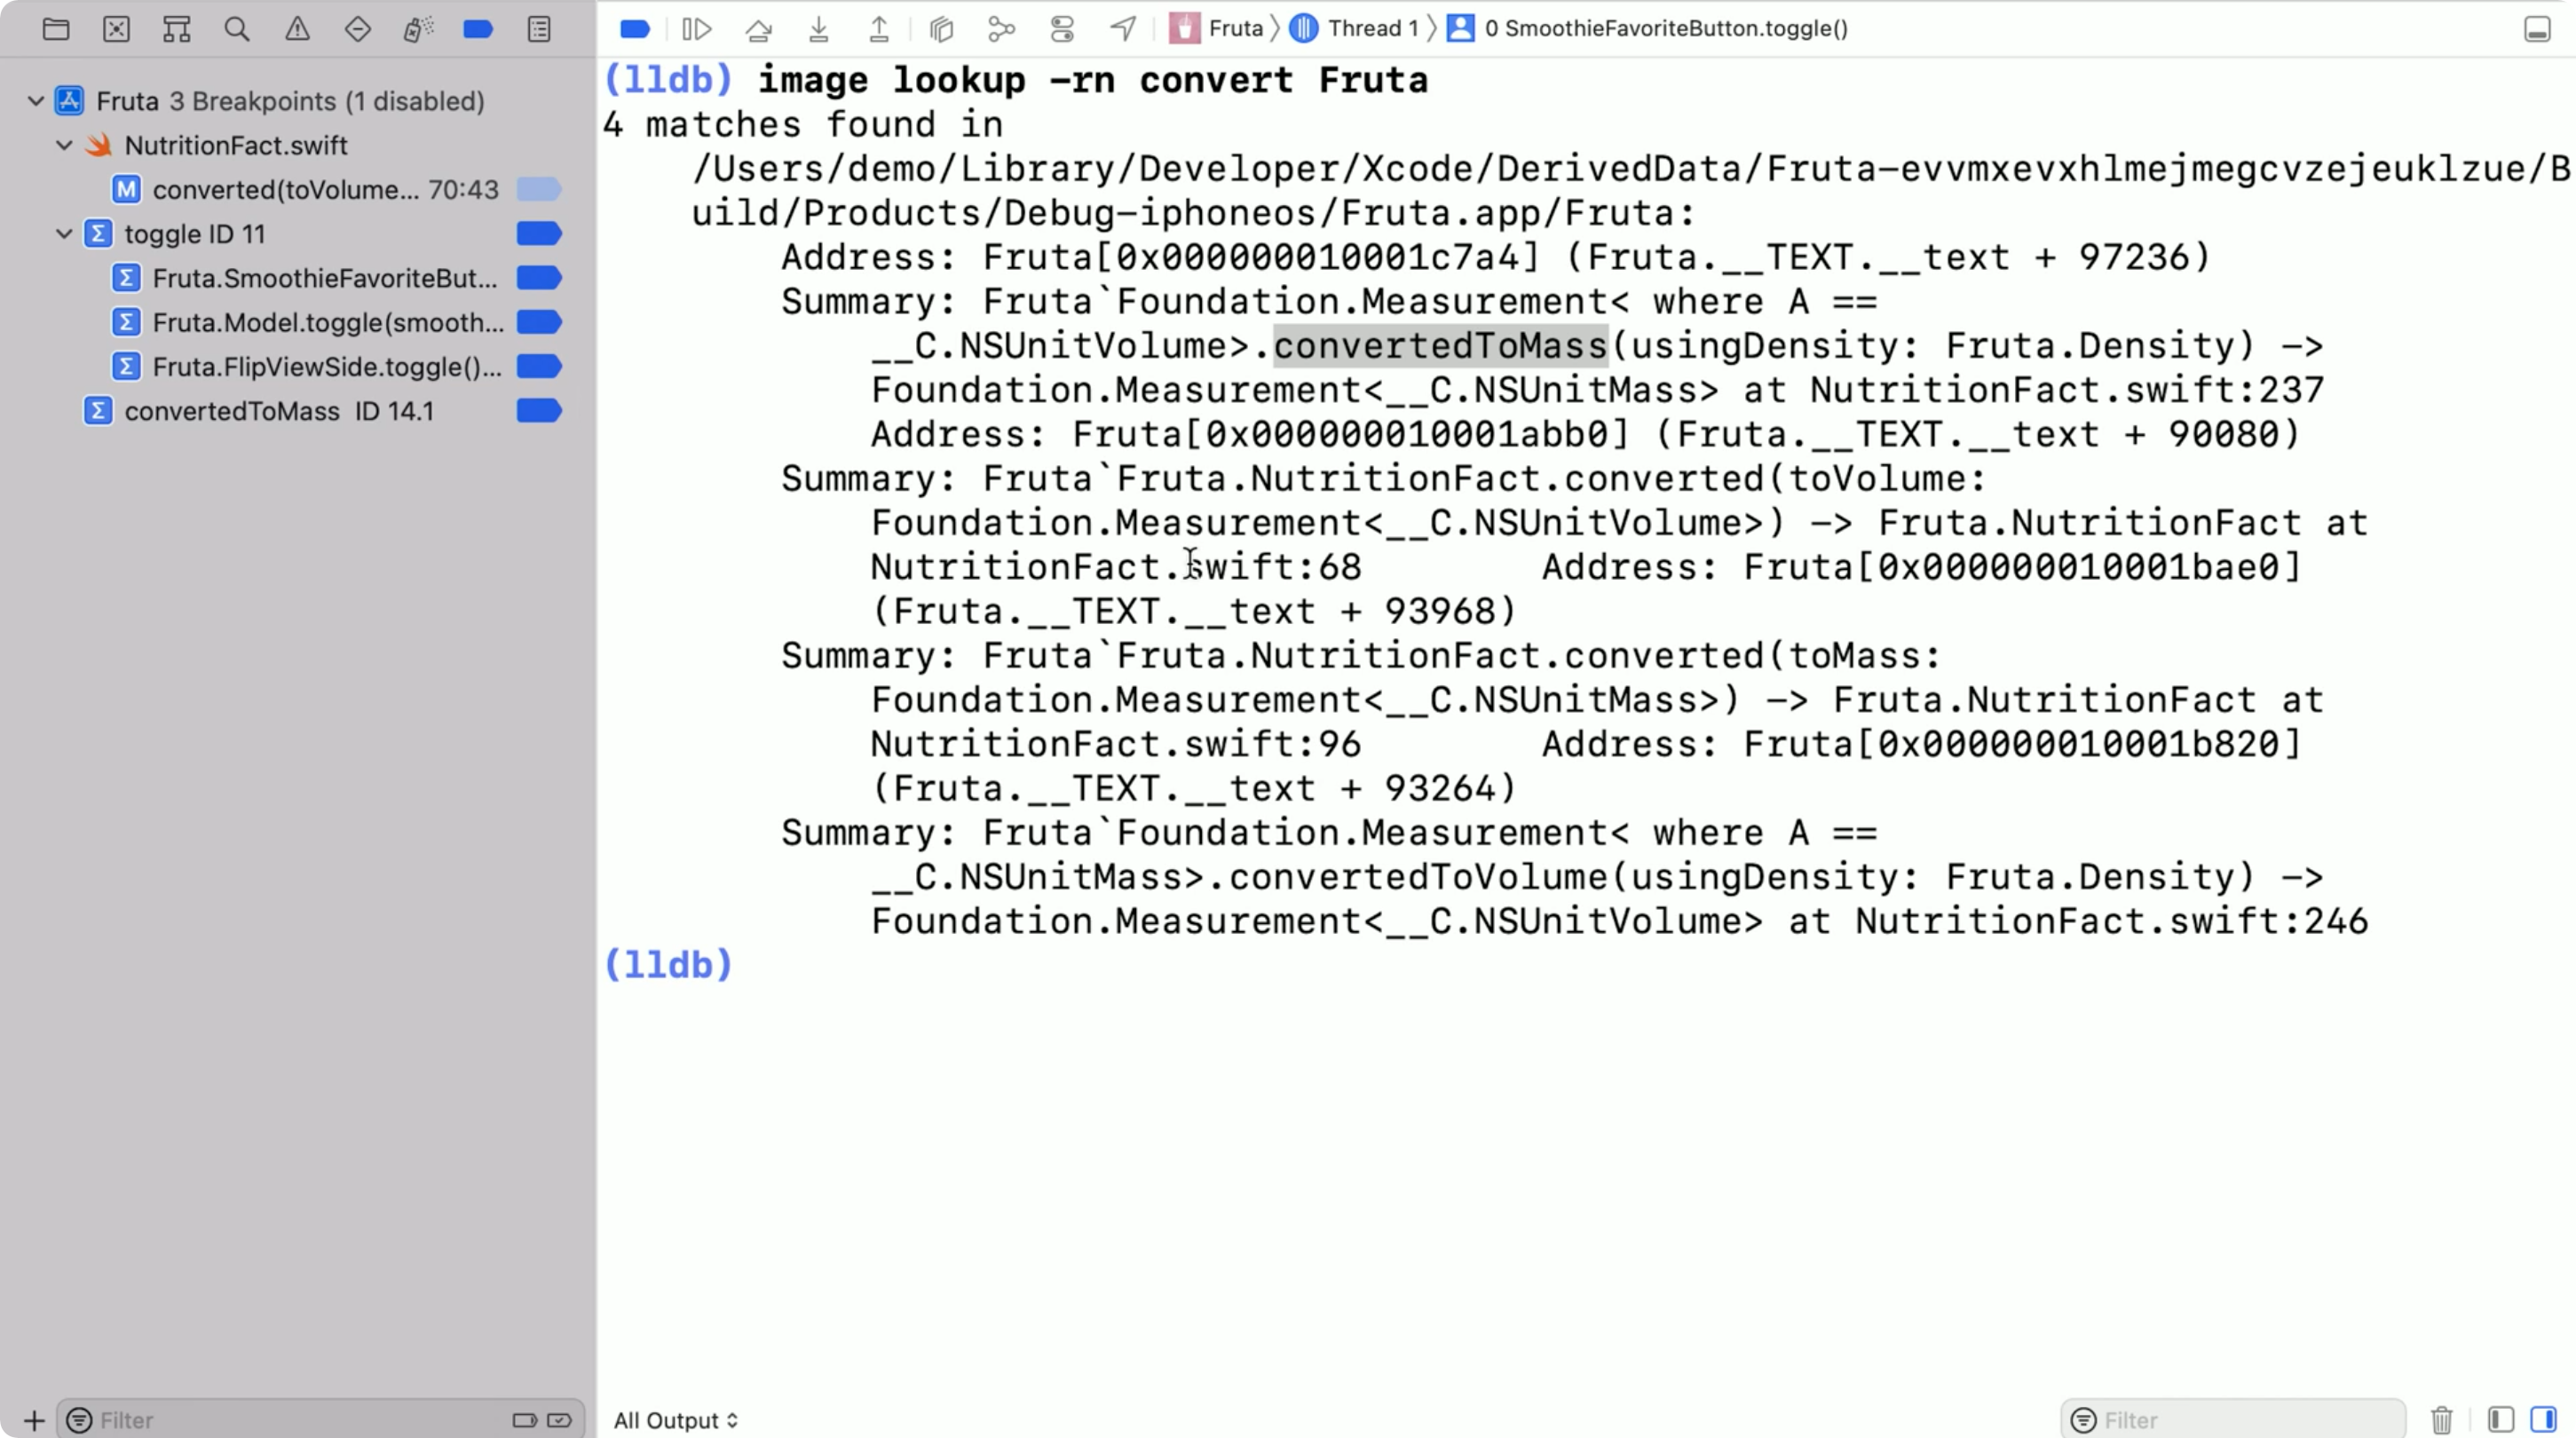 Fruta 3 Breakpoints (1 disabled)
NutritionFact.swift
M converted(toVolume... 70:43
Σ toggle ID 11
Σ Fruta.SmoothieFavoriteBut...
Σ Fruta.Model.toggle(smooth...
Σ Fruta.FlipViewSide.toggle()...
Σ convertedToMass ID 14.1
Filter
Fruta 〉 Thread 1 〉 0 SmoothieFavoriteButton.toggle()
(lldb) image lookup -rn convert Fruta
4 matches found in
/Users/demo/Library/Developer/Xcode/DerivedData/Fruta-evvmxevxhlmejmegcvzejeuklzue/B
uild/Products/Debug-iphoneos/Fruta.app/Fruta:
Address: Fruta[0x000000010001c7a4] (Fruta.__TEXT.__text + 97236)
Summary: Fruta`Foundation.Measurement< where A ==
__C.NSUnitVolume>.convertedToMass(usingDensity: Fruta.Density) ->
Foundation.Measurement<__C.NSUnitMass> at NutritionFact.swift:237
Address: Fruta[0x000000010001abb0] (Fruta.__TEXT.__text + 90080)
Summary: Fruta`Fruta.NutritionFact.converted(toVolume:
Foundation.Measurement<__C.NSUnitVolume>) -> Fruta.NutritionFact at
NutritionFact.swift:68 Address: Fruta[0x000000010001bae0]
(Fruta.__TEXT.__text + 93968)
Summary: Fruta`Fruta.NutritionFact.converted(toMass:
Foundation.Measurement<__C.NSUnitMass>) -> Fruta.NutritionFact at
NutritionFact.swift:96 Address: Fruta[0x000000010001b820]
(Fruta.__TEXT.__text + 93264)
Summary: Fruta`Foundation.Measurement< where A ==
__C.NSUnitMass>.convertedToVolume(usingDensity: Fruta.Density) ->
Foundation.Measurement<__C.NSUnitVolume> at NutritionFact.swift:246
(lldb)
All Output
Filter